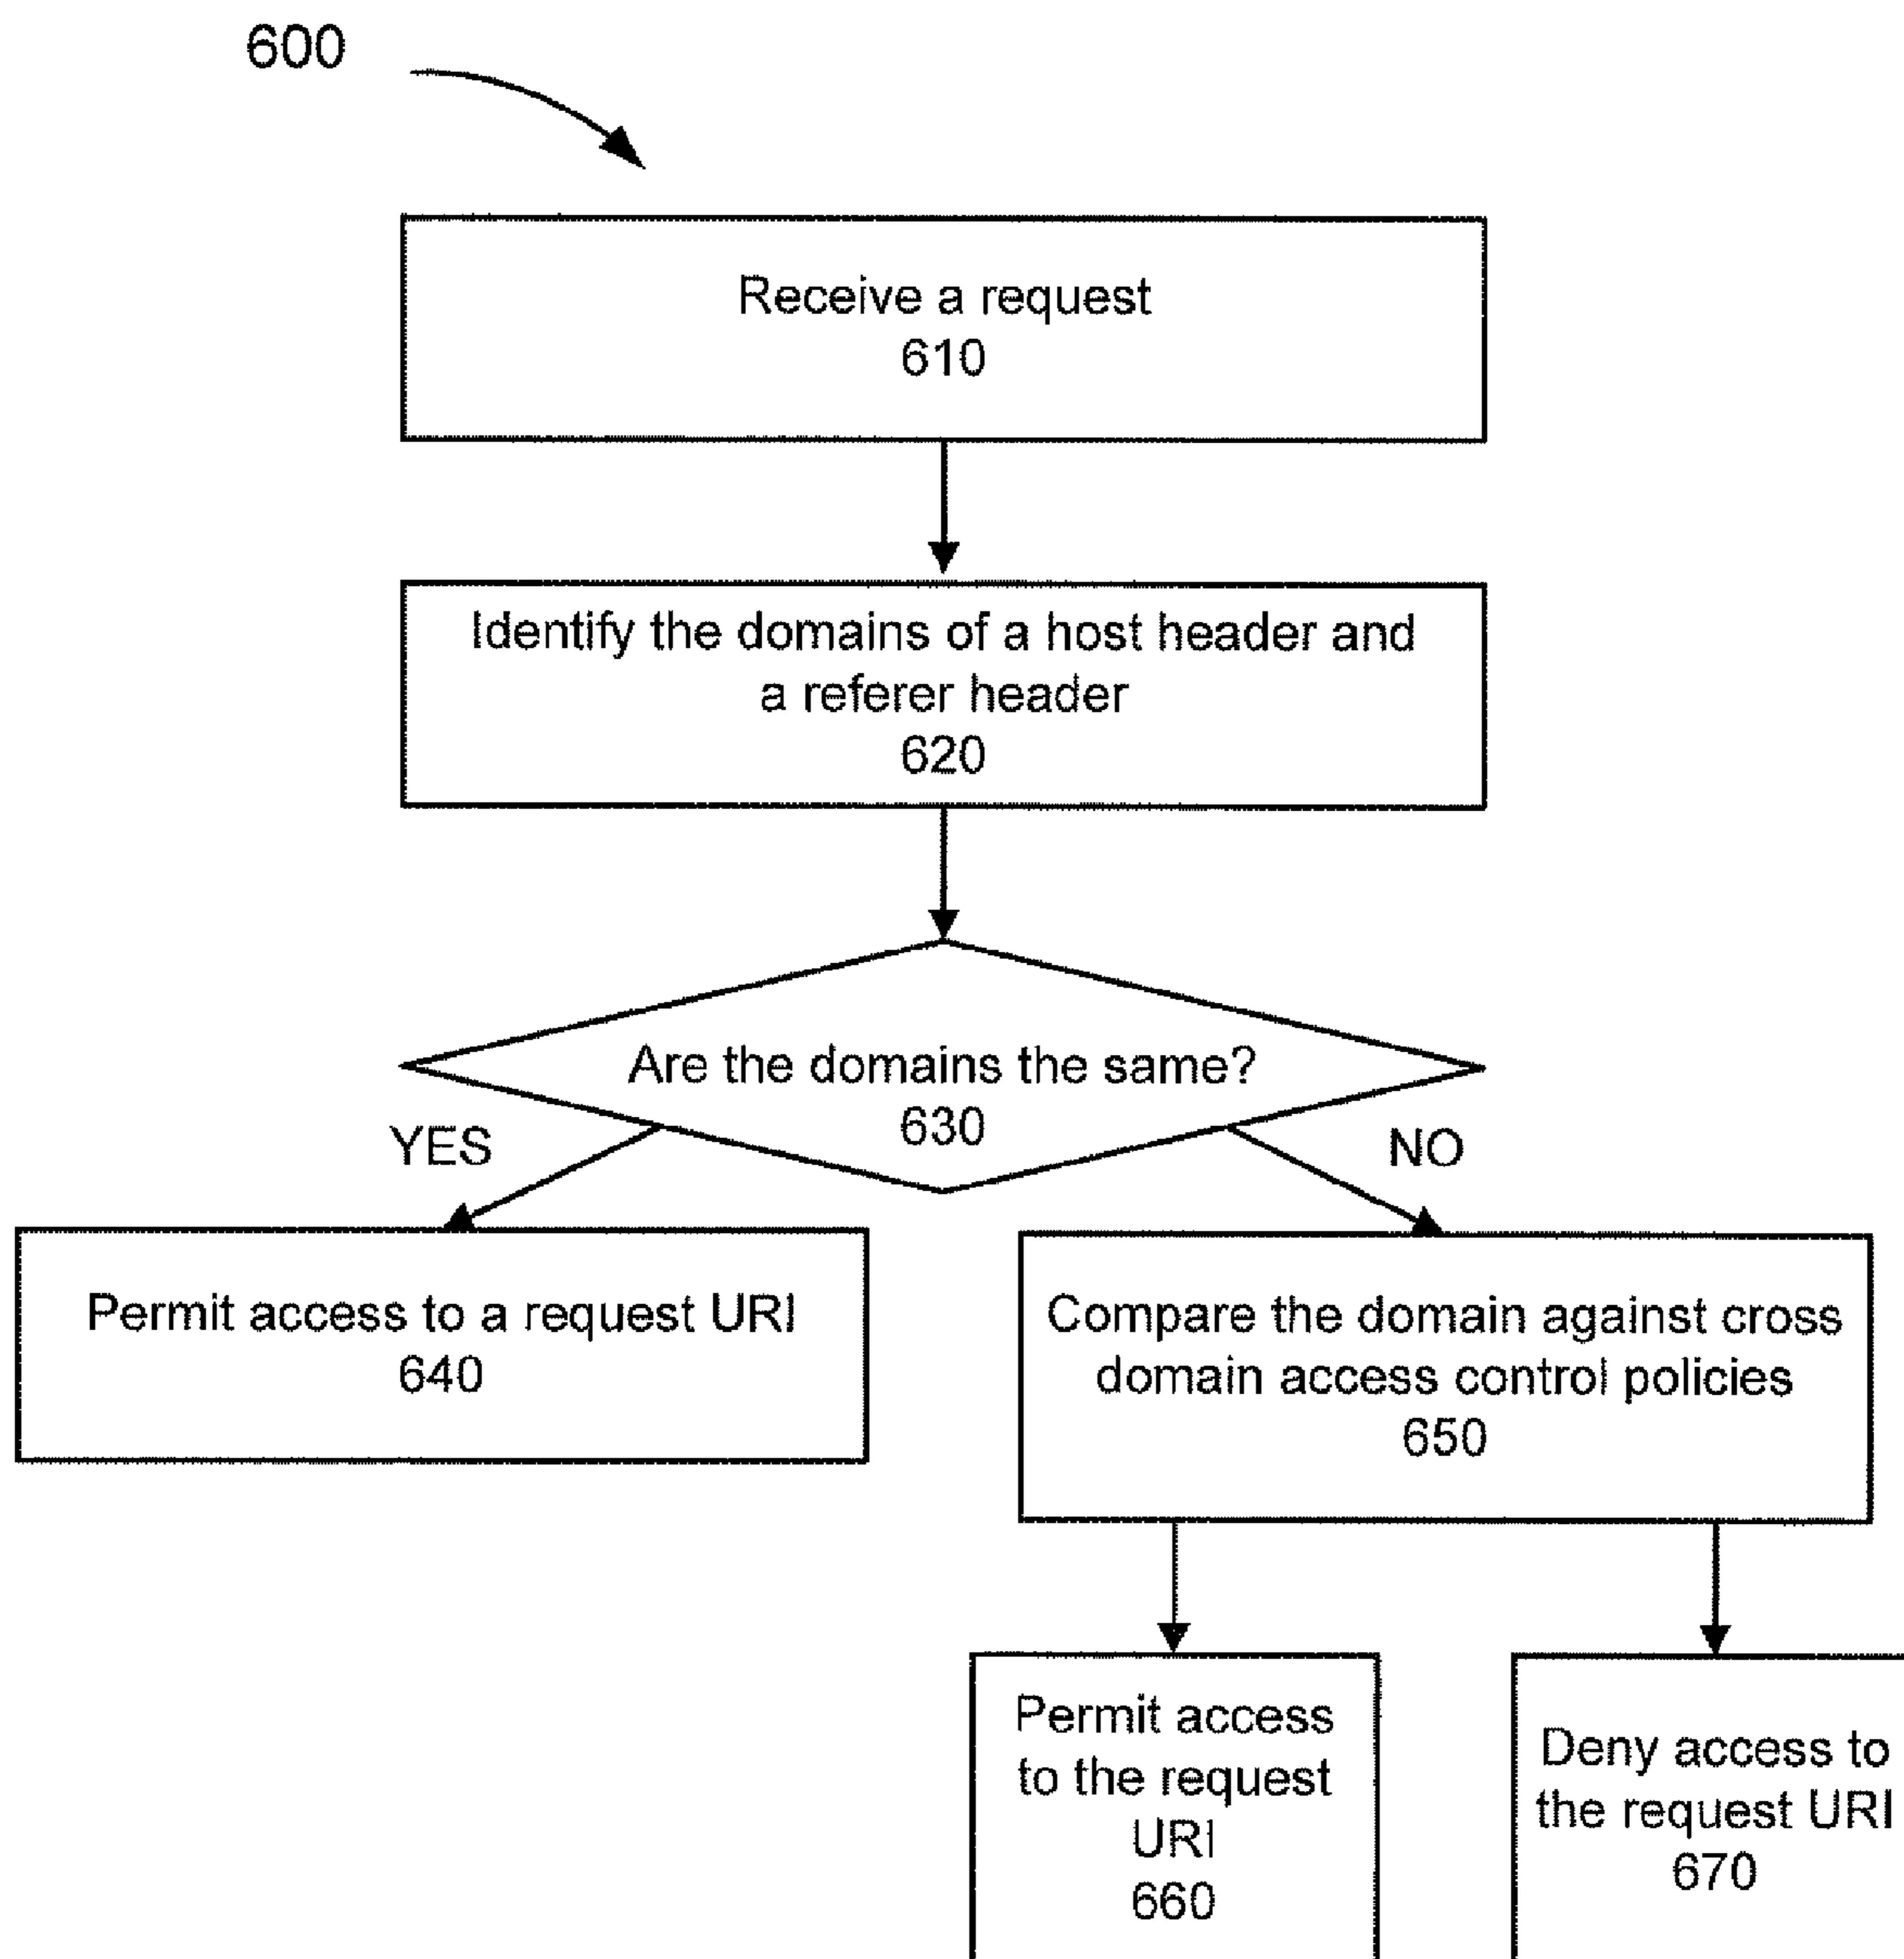 600
Receive a request
610
Identify the domains of a host header and
a referer header
620
Are the domains the same?
630
YES
NO
Permit access to a request URI
640
Compare the domain against cross
domain access control policies
650
Permit access
to the request
URI
660
Deny access to
the request URI
670